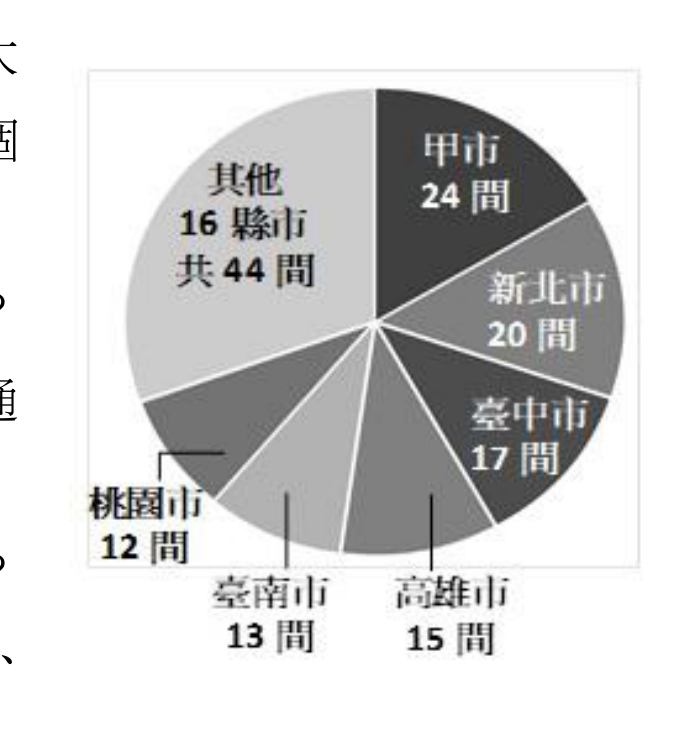 甲市
24 間
新北市
20 間
臺中市
17 間
高雄市
15 間
臺南市
13 間
桃園市
12 間
其他
16 縣市
共 44 間
通
、